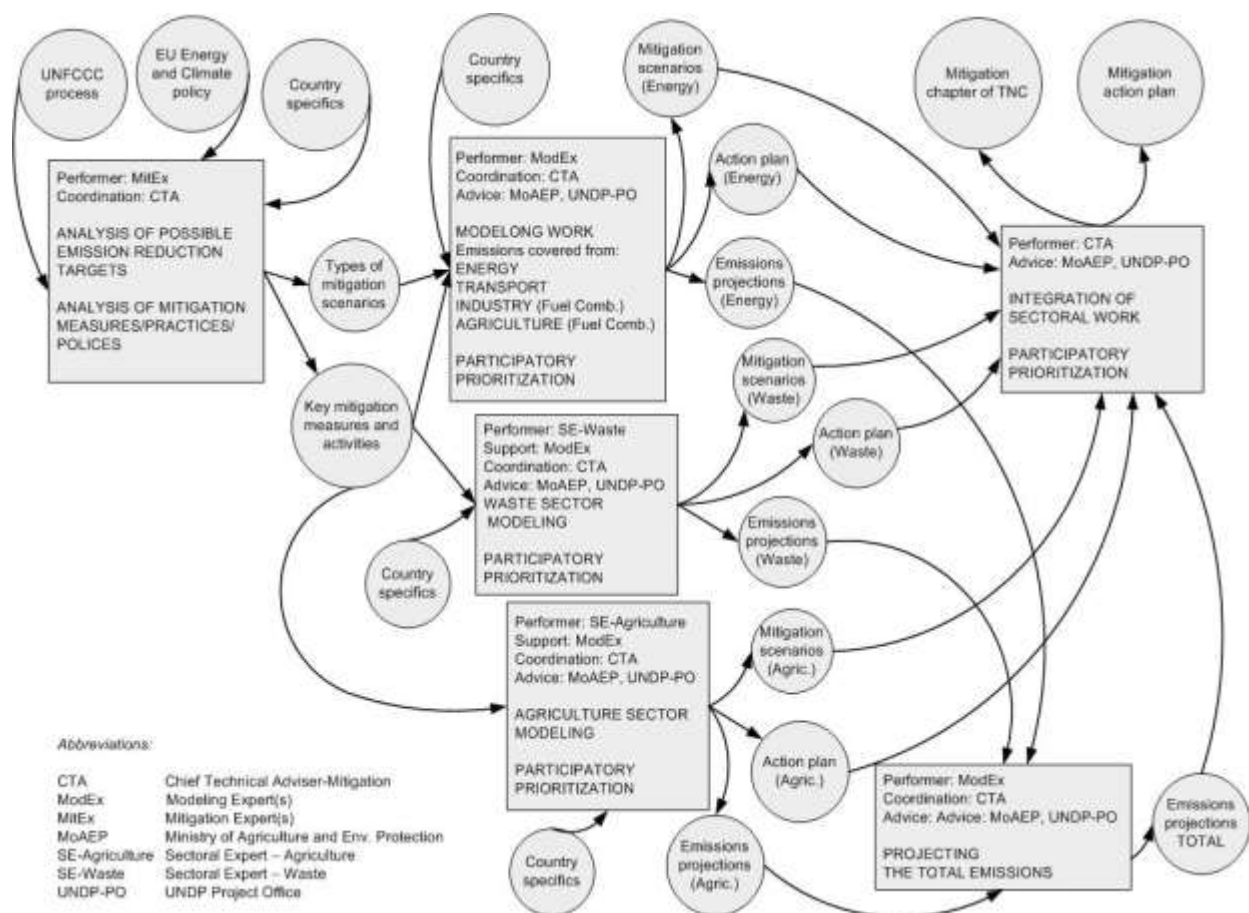 UNFCCC
process
EU Energy
and Climate
policy
Country
specifics
Country
specifics
Mitigation
scenarios
(Energy)
Mitigation
chapter of TNC
Mitigation
action plan
Performer: MitEx
Coordination: CTA
ANALYSIS OF POSSIBLE
EMISSION REDUCTION
TARGETS
ANALYSIS OF MITIGATION
MEASURES/PRACTICES/
POLICES
Types of
mitigation
scenarios
Key mitigation
measures and
activities
Performer: ModEx
Coordination: CTA
Advice: MoAEP, UNDP-PO
MODELONG WORK
Emissions covered from:
ENERGY
TRANSPORT
INDUSTRY (Fuel Comb.)
AGRICULTURE (Fuel Comb.)
PARTICIPATORY
PRIORITIZATION
Action plan
(Energy)
Emissions
projections
(Energy)
Performer: CTA
Advice: MoAEP, UNDP-PO
INTEGRATION OF
SECTORAL WORK
PARTICIPATORY
PRIORITIZATION
Mitigation
scenarios
(Waste)
Action plan
(Waste)
Performer: SE-Waste
Support: ModEx
Coordination: CTA
Advice: MoAEP, UNDP-PO
WASTE SECTOR
MODELING
PARTICIPATORY
PRIORITIZATION
Emissions
projections
(Waste)
Country
specifics
Performer: SE-Agriculture
Support: ModEx
Coordination: CTA
Advice: MoAEP, UNDP-PO
AGRICULTURE SECTOR
MODELING
PARTICIPATORY
PRIORITIZATION
Mitigation
scenarios
(Agric.)
Action plan
(Agric.)
Emissions
projections
(Agric.)
Country
specifics
Performer: ModEx
Coordination: CTA
Advice: Advice: MoAEP, UNDP-PO
PROJECTING
THE TOTAL EMISSIONS
Emissions
projections
TOTAL
Abbreviations:
CTA Chief Technical Adviser-Mitigation
ModEx Modeling Expert(s)
MitEx Mitigation Expert(s)
MoAEP Ministry of Agriculture and Env. Protection
SE-Agriculture Sectoral Expert – Agriculture
SE-Waste Sectoral Expert – Waste
UNDP-PO UNDP Project Office